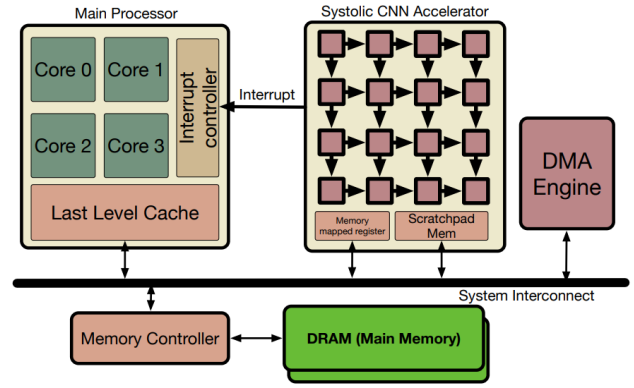 Main Processor
Systolic CNN Accelerator
Core 0
Core 1
Core 2
Core 3
Interrupt
controller
Last Level Cache
Interrupt
Memory
mapped register
Scratchpad
Mem
DMA
Engine
System Interconnect
Memory Controller
DRAM (Main Memory)